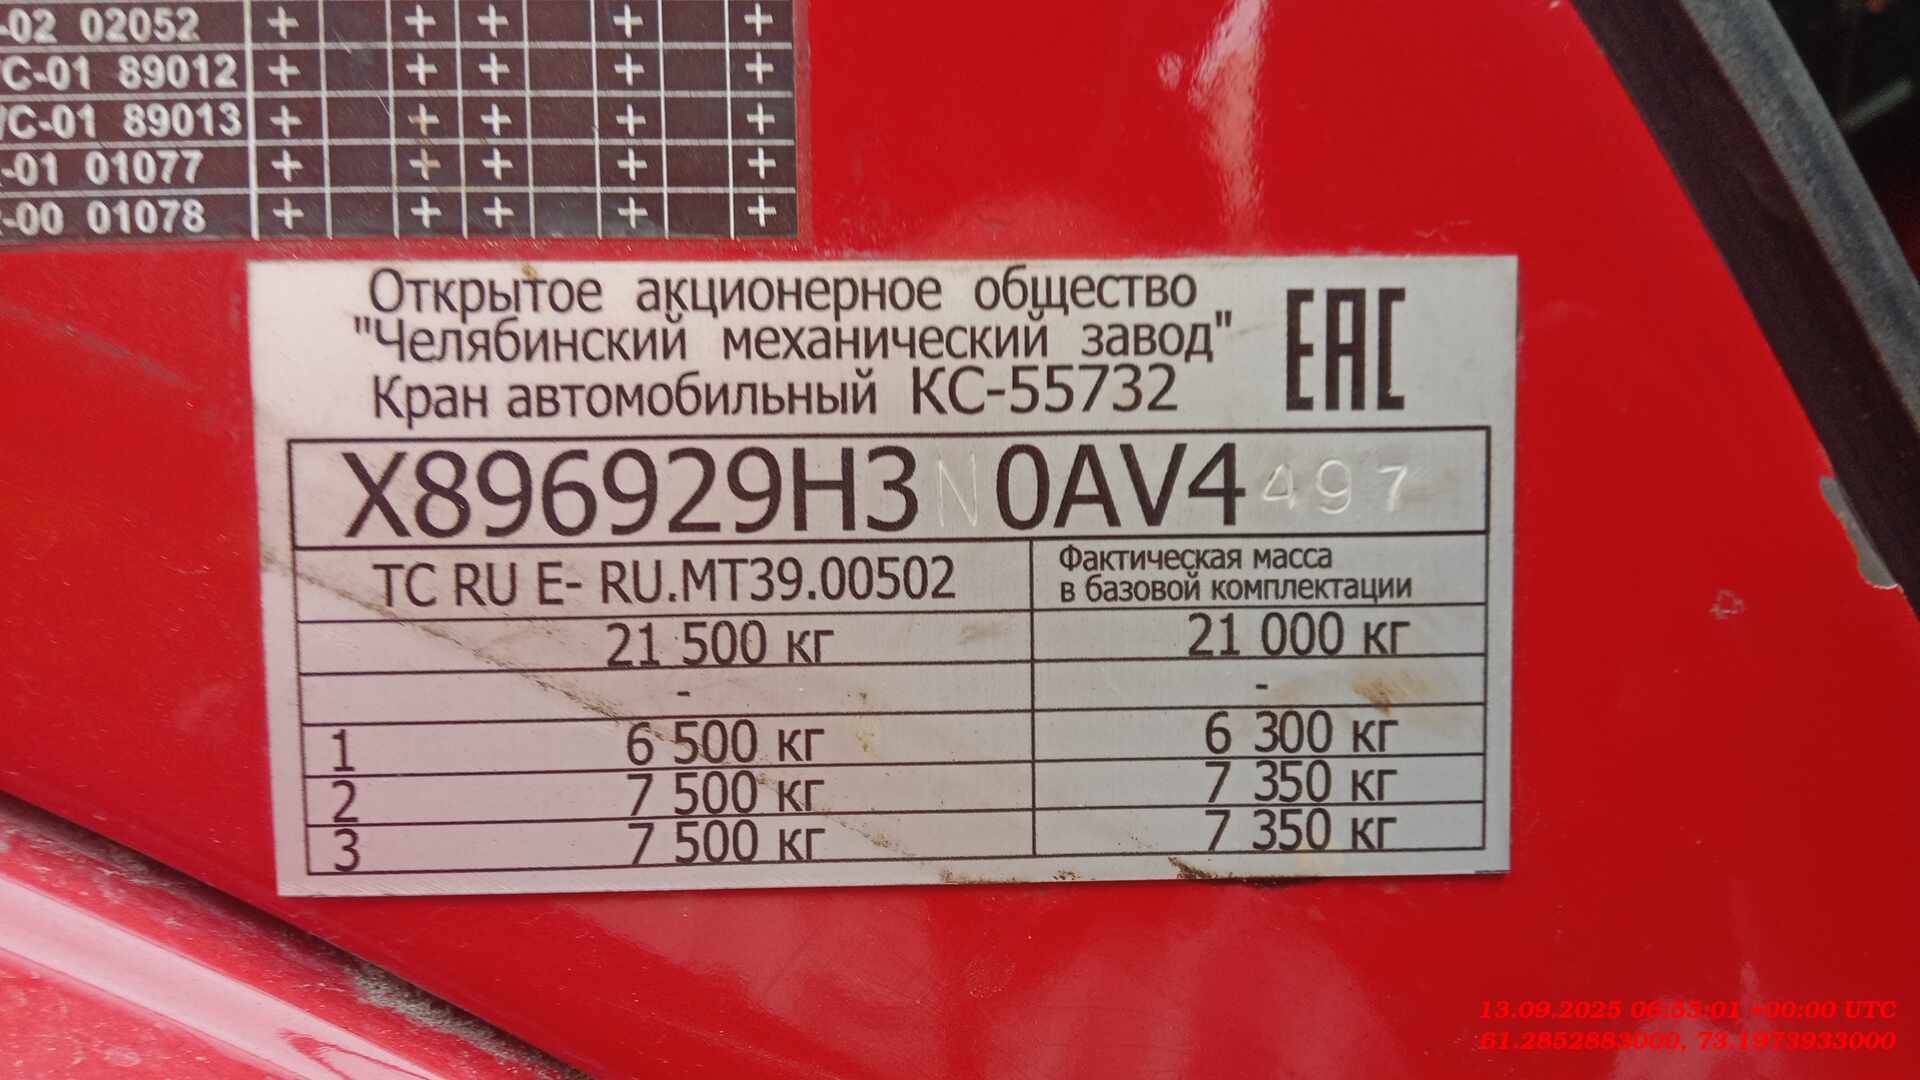 -02 02052 + + + + +
C-01 89012 + + + + +
/C-01 89013 + + + + +
-01 01077 + + + + +
-00 01078 + + + + +
Открытое акционерное общество
"Челябинский механический завод"
Кран автомобильный КС-55732
EAC
X896929H3N0AV4497
ТС RU E- RU.MT39.00502
Фактическая масса
в базовой комплектации
21 500 кг 21 000 кг
- -
1 6 500 кг 6 300 кг
2 7 500 кг 7 350 кг
3 7 500 кг 7 350 кг
13.09.2025 06:55:01 +00:00 UTC
61.2852883000, 73.1973933000